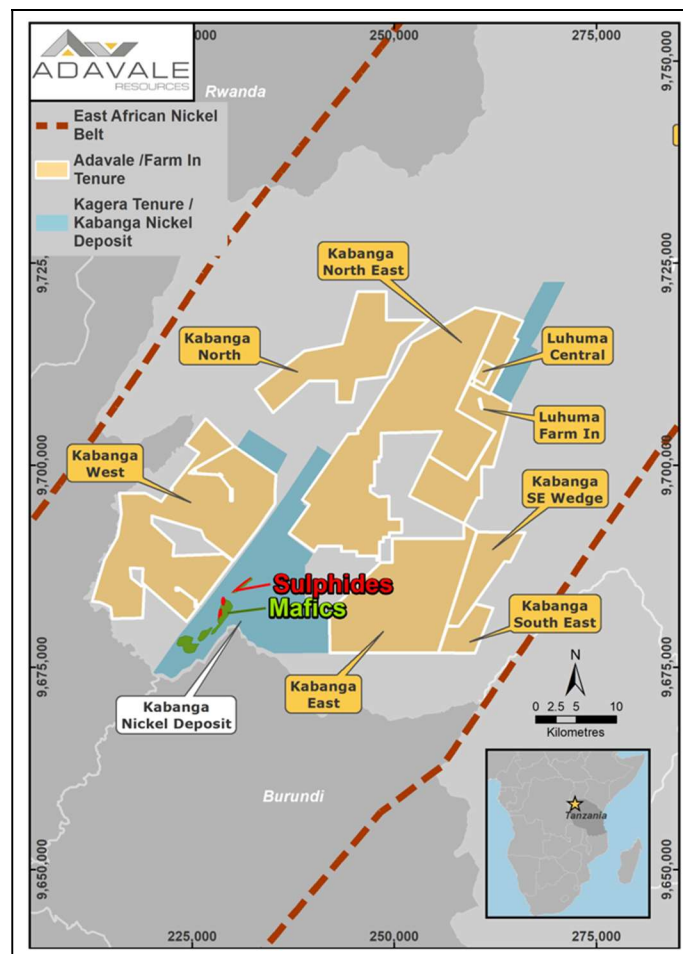 ADAVALE
RESOURCES
East African Nickel
Belt
Adavale /Farm In
Tenure
Kagera Tenure /
Kabanga Nickel
Deposit
,000
250,000
275,000
9,750,000
Rwanda
9,725,000
9,725,000
Kabanga
North East
Kabanga
North
Luhuma
Central
Luhuma
Farm In
Kabanga
West
Kabanga
SE Wedge
9,700,000
9,700,000
Sulphides
Mafics
Kabanga
South East
Kabanga
East
Kabanga
Nickel Deposit
9,675,000
9,675,000
N
0 2.5 5 10
Kilometres
Burundi
Tanzania
9,650,000
9,650,000
225,000
250,000
275,000